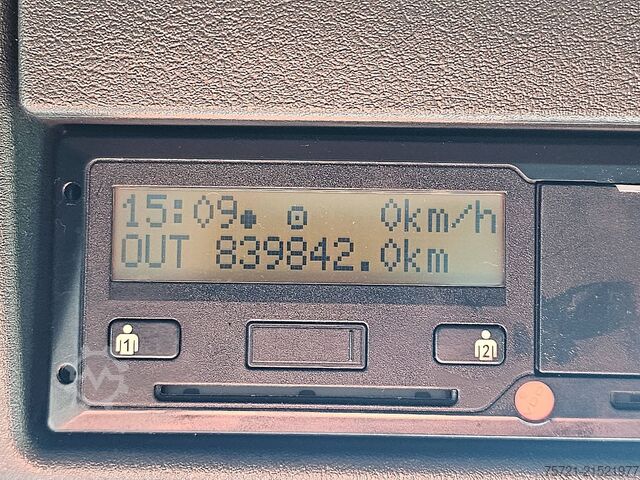 15:09• ⊙ 0km/h
OUT 839842.0km
1 2
75721-21521977